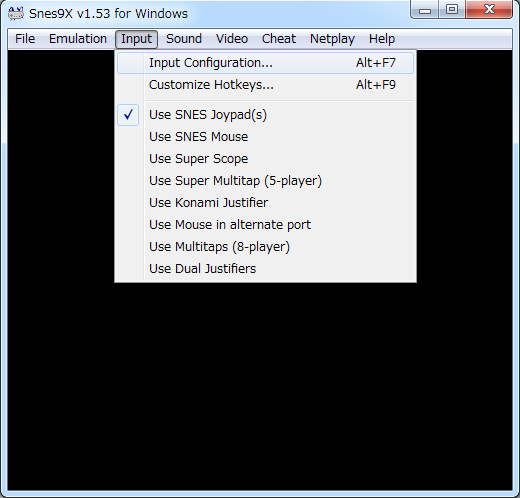 Snes9X v1.53 for Windows
File Emulation Input Sound Video Cheat Netplay Help
Input Configuration... Alt+F7
Customize Hotkeys... Alt+F9
Use SNES Joypad(s)
Use SNES Mouse
Use Super Scope
Use Super Multitap (5-player)
Use Konami Justifier
Use Mouse in alternate port
Use Multitaps (8-player)
Use Dual Justifiers